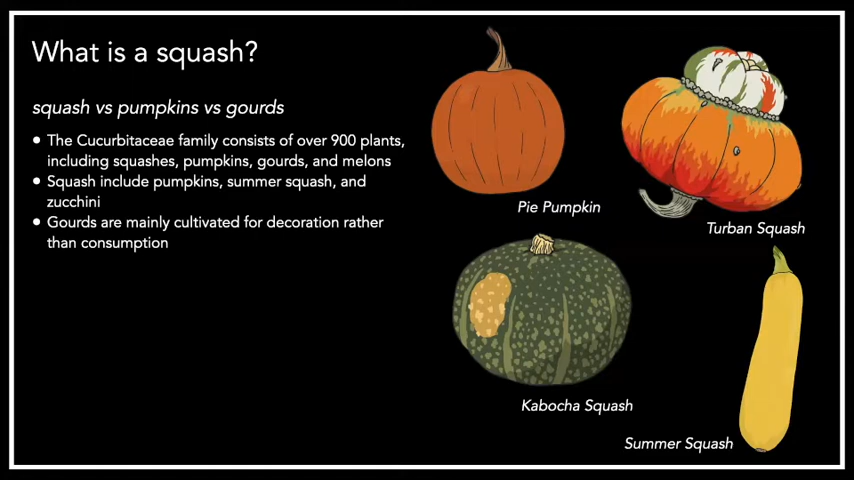 What is a squash?
squash vs pumpkins vs gourds
• The Cucurbitaceae family consists of over 900 plants,
including squashes, pumpkins, gourds, and melons
• Squash include pumpkins, summer squash, and
zucchini
• Gourds are mainly cultivated for decoration rather
than consumption
Pie Pumpkin
Turban Squash
Kabocha Squash
Summer Squash